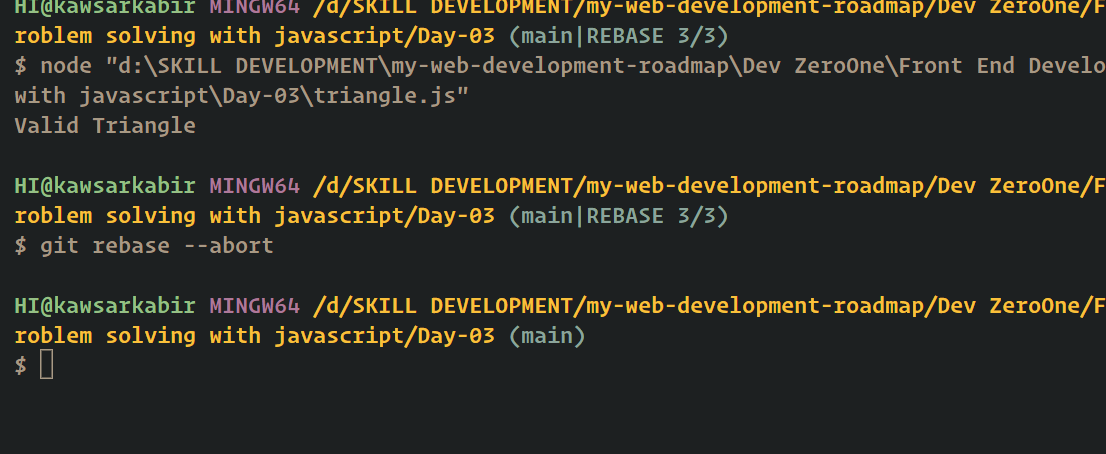 HI@kawsarkabir MINGW64 /d/SKILL DEVELOPMENT/my-web-development-roadmap/Dev ZeroOne/F
roblem solving with javascript/Day-03 (main|REBASE 3/3)
$ node "d:\SKILL DEVELOPMENT\my-web-development-roadmap\Dev ZeroOne\Front End Develo
with javascript\Day-03\triangle.js"
Valid Triangle
HI@kawsarkabir MINGW64 /d/SKILL DEVELOPMENT/my-web-development-roadmap/Dev ZeroOne/F
roblem solving with javascript/Day-03 (main|REBASE 3/3)
$ git rebase --abort
HI@kawsarkabir MINGW64 /d/SKILL DEVELOPMENT/my-web-development-roadmap/Dev ZeroOne/F
roblem solving with javascript/Day-03 (main)
$